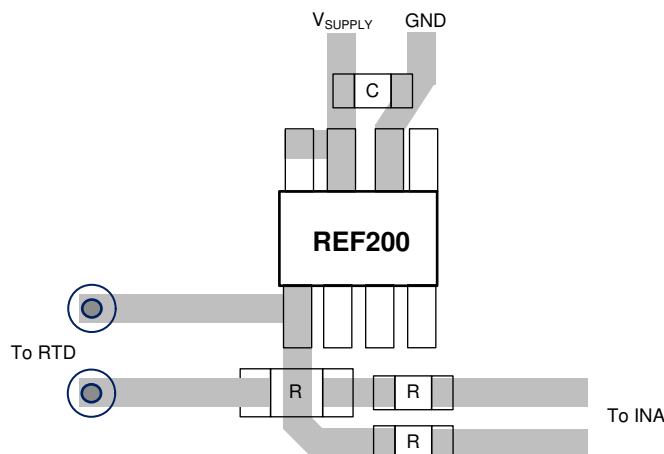 VSUPPLY GND
C
REF200
To RTD
R R
To INA
R